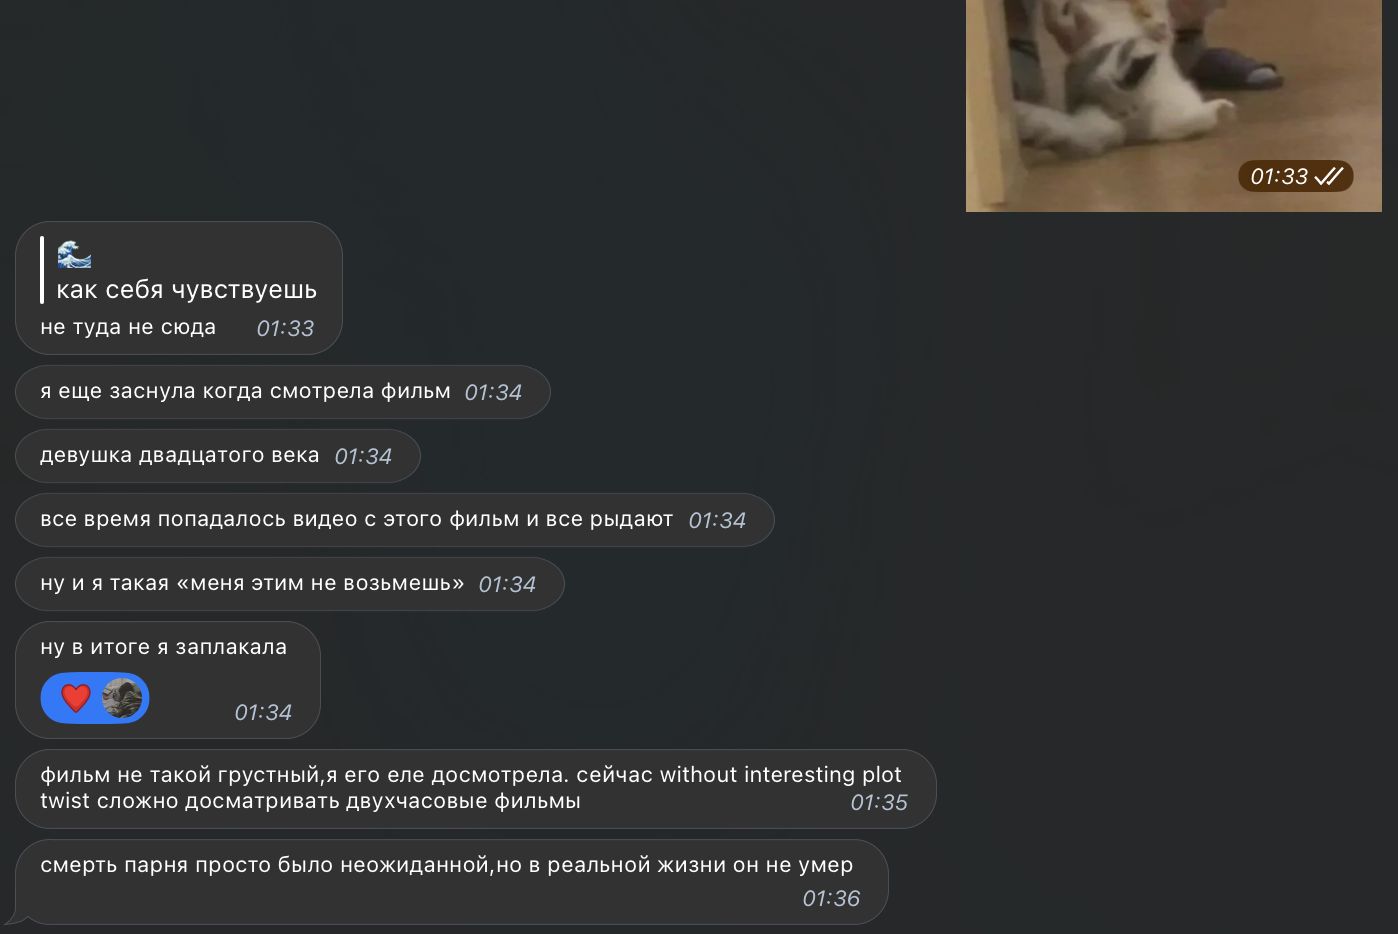 01:33
🌊
как себя чувствуешь
не туда не сюда 01:33
я еще заснула когда смотрела фильм 01:34
девушка двадцатого века 01:34
все время попадалось видео с этого фильм и все рыдают 01:34
ну и я такая «меня этим не возьмешь» 01:34
ну в итоге я заплакала
01:34
фильм не такой грустный,я его еле досмотрела. сейчас without interesting plot
twist сложно досматривать двухчасовые фильмы 01:35
смерть парня просто было неожиданной,но в реальной жизни он не умер
01:36